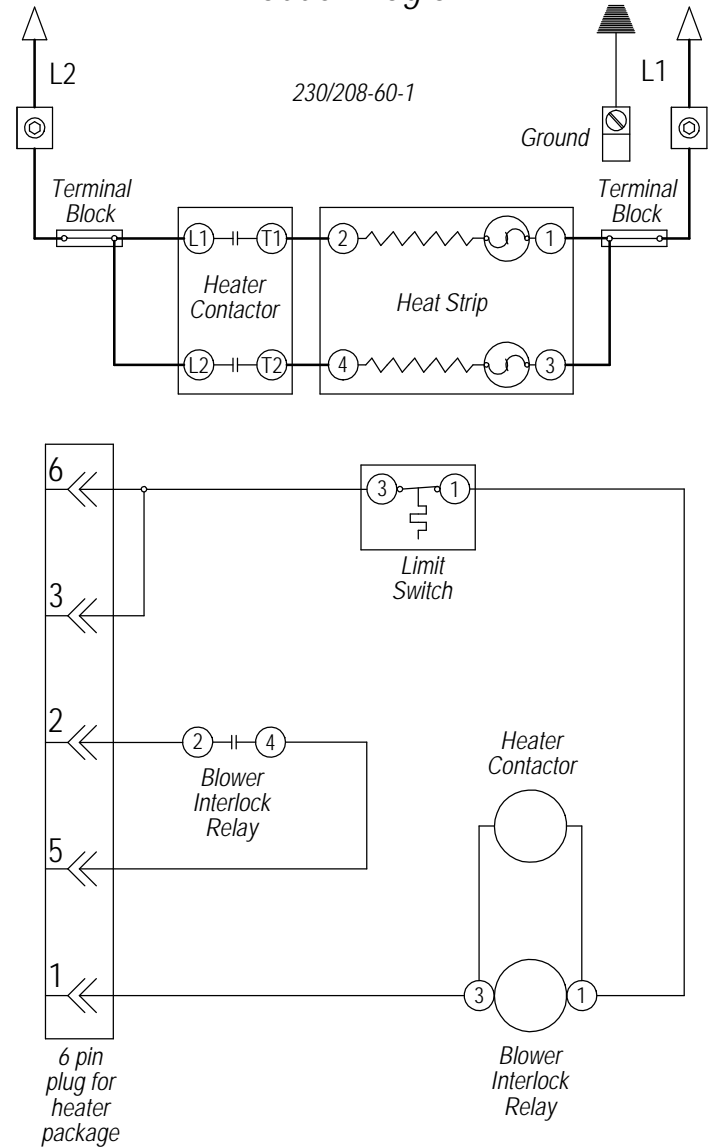 L2
L1
230/208-60-1
Ground
Terminal
Block
Terminal
Block
L1
T1
2
1
Heater
Contactor
Heat Strip
L2
T2
4
3
6
3
1
Limit
Switch
3
2
2
4
Blower
Interlock
Relay
Heater
Contactor
5
1
3
1
Blower
Interlock
Relay
6 pin
plug for
heater
package